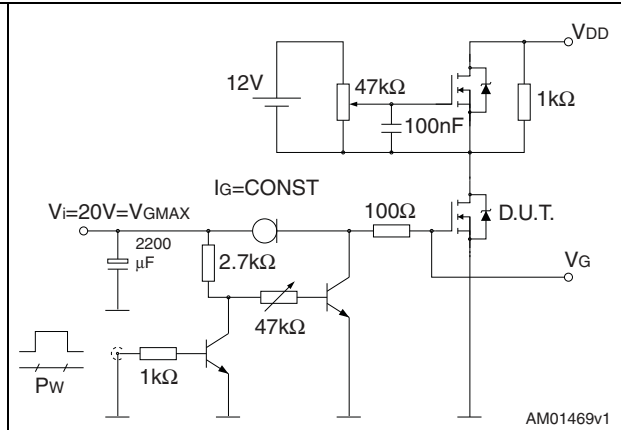 VDD
12V
47kΩ
1kΩ
100nF
IG=CONST
Vi=20V=VGMAX
100Ω
D.U.T.
2200
μF
2.7kΩ
VG
47kΩ
1kΩ
PW
AM01469v1